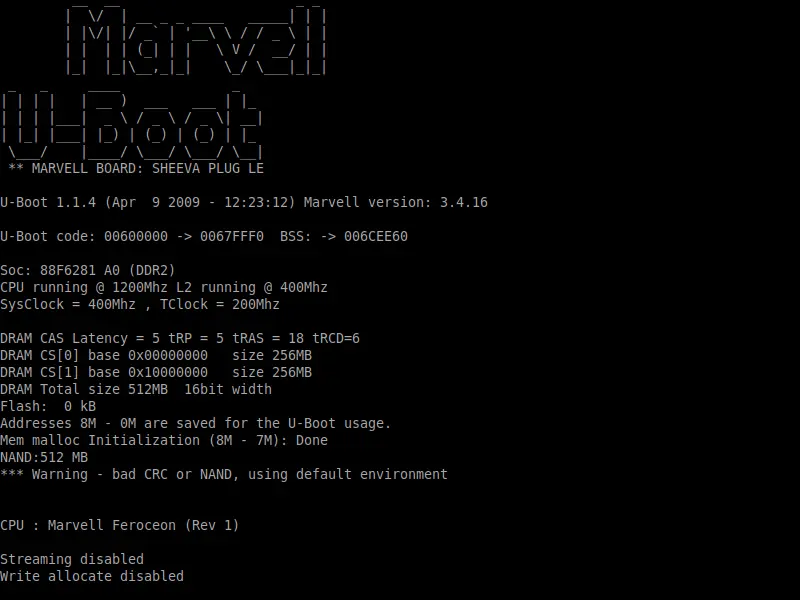 Marvell
U-Boot
** MARVELL BOARD: SHEEVA PLUG LE
U-Boot 1.1.4 (Apr  9 2009 - 12:23:12) Marvell version: 3.4.16
U-Boot code: 00600000 -> 0067FFF0  BSS: -> 006CEE60
Soc: 88F6281 A0 (DDR2)
CPU running @ 1200Mhz L2 running @ 400Mhz
SysClock = 400Mhz , TClock = 200Mhz
DRAM CAS Latency = 5 tRP = 5 tRAS = 18 tRCD=6
DRAM CS[0] base 0x00000000   size 256MB
DRAM CS[1] base 0x10000000   size 256MB
DRAM Total size 512MB  16bit width
Flash:  0 kB
Addresses 8M - 0M are saved for the U-Boot usage.
Mem malloc Initialization (8M - 7M): Done
NAND:512 MB
*** Warning - bad CRC or NAND, using default environment
CPU : Marvell Feroceon (Rev 1)
Streaming disabled
Write allocate disabled